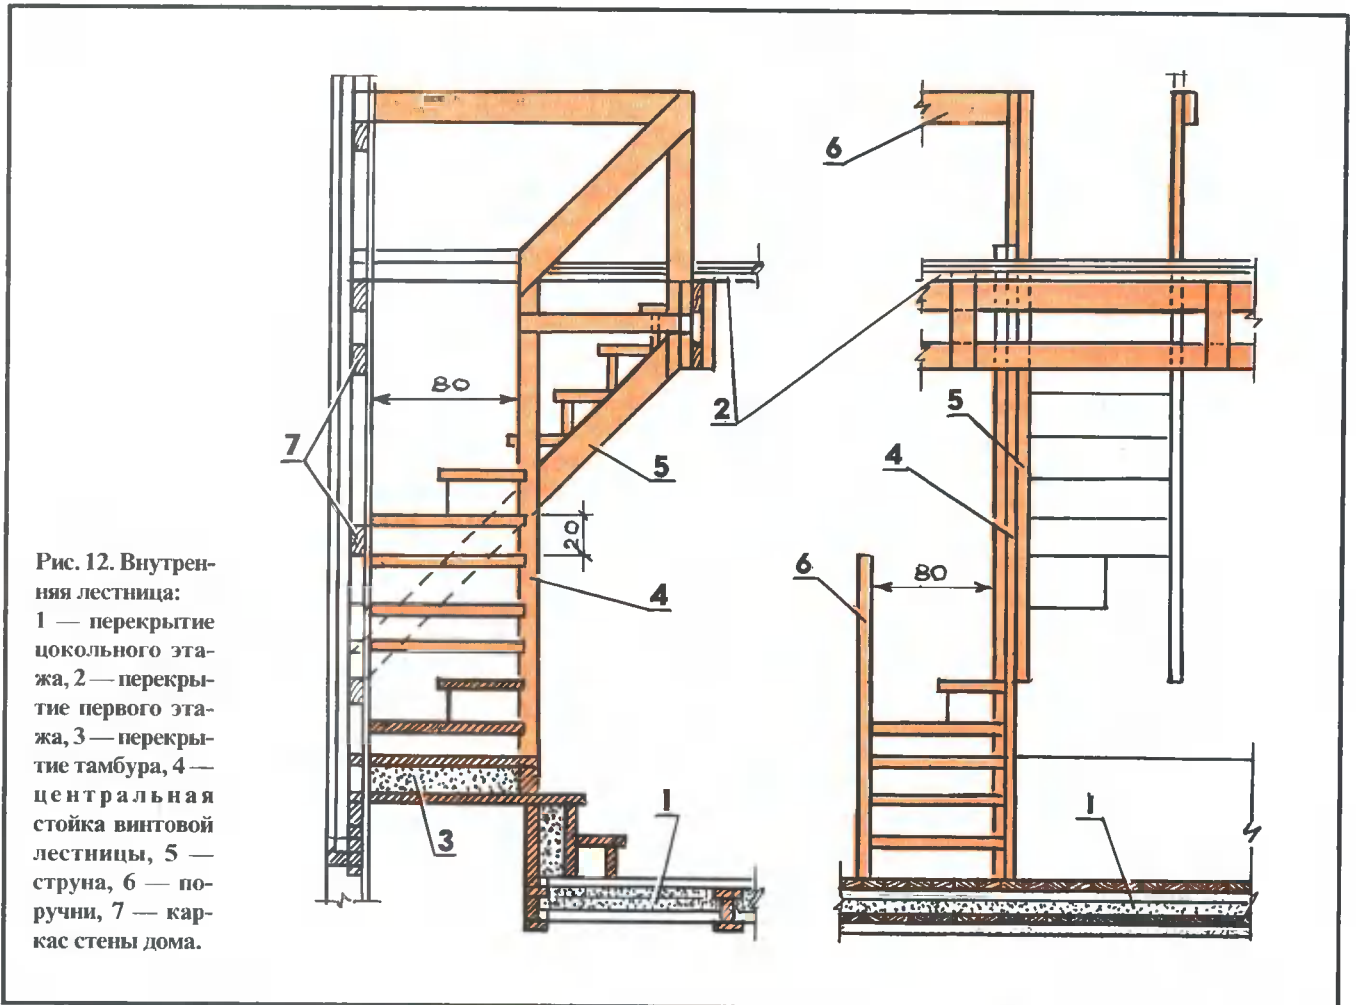 6
80
7
2
5
5
4
20
4
6
80
3
1
1
Рис. 12. Внутрен-
няя лестница:
1 — перекрытие
цокольного эта-
жа, 2 — перекры-
тие первого эта-
жа, 3 — перекры-
тие тамбура, 4 —
центральная
стойка винтовой
лестницы, 5 —
струна, 6 — по-
ручни, 7 — кар-
кас стены дома.